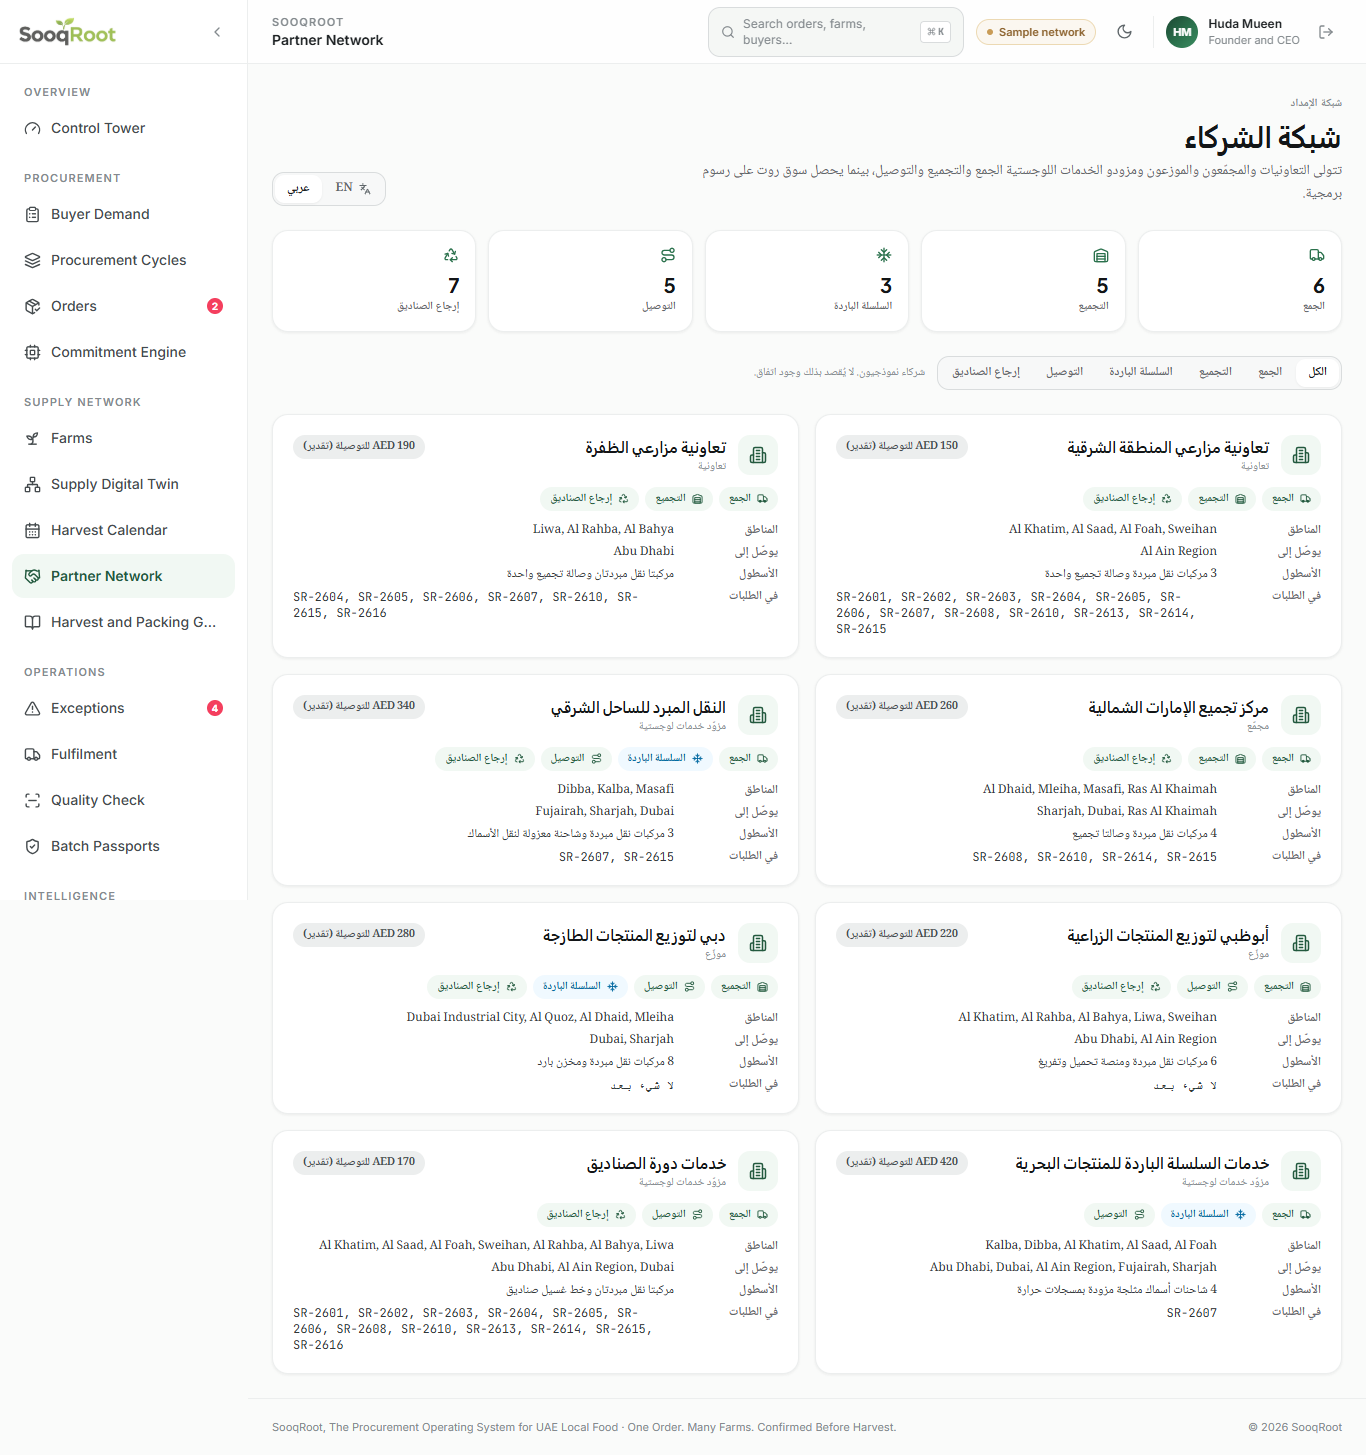 SooqRoot
SOOQROOT
Partner Network
Search orders, farms,
buyers...
⌘ K
Sample network
HM
Huda Mueen
Founder and CEO
OVERVIEW
Control Tower
PROCUREMENT
Buyer Demand
Procurement Cycles
Orders
2
Commitment Engine
SUPPLY NETWORK
Farms
Supply Digital Twin
Harvest Calendar
Partner Network
Harvest and Packing G...
OPERATIONS
Exceptions
4
Fulfilment
Quality Check
Batch Passports
INTELLIGENCE
شبكة الإمداد
شبكة الشركاء
تتولى التعاونيات والمجمّعون والموزعون ومزودو الخدمات اللوجستية الجمع والتجميع والتوصيل، بينما يحصل سوق روت على رسوم
برمجية.
عربي
EN
6
الجمع
5
التجميع
3
السلسلة الباردة
5
التوصيل
7
إرجاع الصناديق
الكل
الجمع
التجميع
السلسلة الباردة
التوصيل
إرجاع الصناديق
شركاء نموذجيون. لا يُقصد بذلك وجود اتفاق.
تعاونية مزارعي المنطقة الشرقية
تعاونية
AED 150 للتوصيلة (تقدير)
الجمع
التجميع
إرجاع الصناديق
المناطق
Al Khatim, Al Saad, Al Foah, Sweihan
يوصّل إلى
Al Ain Region
الأسطول
3 مركبات نقل مبردة وصالة تجميع واحدة
في الطلبات
SR-2601, SR-2602, SR-2603, SR-2604, SR-2605, SR-
2606, SR-2607, SR-2608, SR-2610, SR-2613, SR-2614,
SR-2615
تعاونية مزارعي الظفرة
تعاونية
AED 190 للتوصيلة (تقدير)
الجمع
التجميع
إرجاع الصناديق
المناطق
Liwa, Al Rahba, Al Bahya
يوصّل إلى
Abu Dhabi
الأسطول
مركبتا نقل مبردتان وصالة تجميع واحدة
في الطلبات
SR-2604, SR-2605, SR-2606, SR-2607, SR-2610, SR-
2615, SR-2616
مركز تجميع الإمارات الشمالية
مجمّع
AED 260 للتوصيلة (تقدير)
الجمع
التجميع
إرجاع الصناديق
المناطق
Al Dhaid, Mleiha, Masafi, Ras Al Khaimah
يوصّل إلى
Sharjah, Dubai, Ras Al Khaimah
الأسطول
4 مركبات نقل مبردة وصالتا تجميع
في الطلبات
SR-2608, SR-2610, SR-2614, SR-2615
النقل المبرد للساحل الشرقي
مزوّد خدمات لوجستية
AED 340 للتوصيلة (تقدير)
الجمع
السلسلة الباردة
التوصيل
إرجاع الصناديق
المناطق
Dibba, Kalba, Masafi
يوصّل إلى
Fujairah, Sharjah, Dubai
الأسطول
3 مركبات نقل مبردة وشاحنة معزولة لنقل الأسماك
في الطلبات
SR-2607, SR-2615
أبوظبي لتوزيع المنتجات الزراعية
موزّع
AED 220 للتوصيلة (تقدير)
التجميع
التوصيل
إرجاع الصناديق
المناطق
Al Khatim, Al Rahba, Al Bahya, Liwa, Sweihan
يوصّل إلى
Abu Dhabi, Al Ain Region
الأسطول
6 مركبات نقل مبردة ومنصة تحميل وتفريغ
في الطلبات
لا شيء بعد
دبي لتوزيع المنتجات الطازجة
موزّع
AED 280 للتوصيلة (تقدير)
التجميع
التوصيل
السلسلة الباردة
إرجاع الصناديق
المناطق
Dubai Industrial City, Al Quoz, Al Dhaid, Mleiha
يوصّل إلى
Dubai, Sharjah
الأسطول
8 مركبات نقل مبردة ومخزن بارد
في الطلبات
لا شيء بعد
خدمات السلسلة الباردة للمنتجات البحرية
مزوّد خدمات لوجستية
AED 420 للتوصيلة (تقدير)
الجمع
السلسلة الباردة
التوصيل
المناطق
Kalba, Dibba, Al Khatim, Al Saad, Al Foah
يوصّل إلى
Abu Dhabi, Dubai, Al Ain Region, Fujairah, Sharjah
الأسطول
4 شاحنات أسماك مثلجة مزودة بمسجلات حرارة
في الطلبات
SR-2607
خدمات دورة الصناديق
مزوّد خدمات لوجستية
AED 170 للتوصيلة (تقدير)
الجمع
التوصيل
إرجاع الصناديق
المناطق
Al Khatim, Al Saad, Al Foah, Sweihan, Al Rahba, Al Bahya, Liwa
يوصّل إلى
Abu Dhabi, Al Ain Region, Dubai
الأسطول
مركبتا نقل مبردتان وخط غسيل صناديق
في الطلبات
SR-2601, SR-2602, SR-2603, SR-2604, SR-2605, SR-
2606, SR-2608, SR-2610, SR-2613, SR-2614, SR-2615,
SR-2616
SooqRoot, The Procurement Operating System for UAE Local Food · One Order. Many Farms. Confirmed Before Harvest.
© 2026 SooqRoot